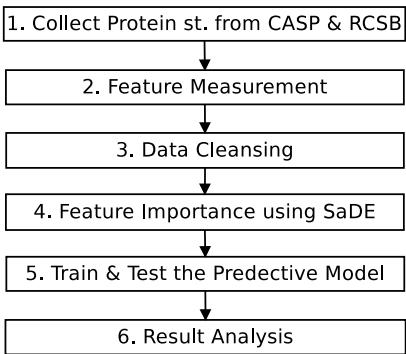 1. Collect Protein st. from CASP & RCSB
2. Feature Measurement
3. Data Cleansing
4. Feature Importance using SaDE
5. Train & Test the Predective Model
6. Result Analysis